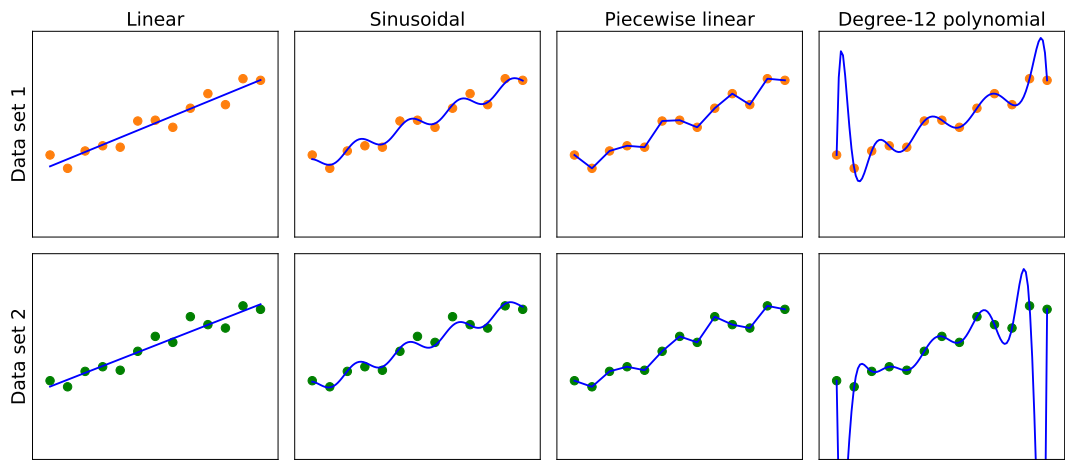 Linear
Sinusoidal
Piecewise linear
Degree-12 polynomial
Data set 1
Data set 2